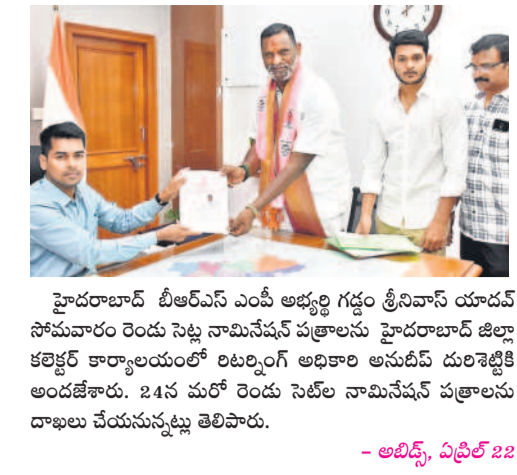 హైదరాబాద్ బీఆర్ఎస్ ఎంపీ అభ్యర్థి గడ్డం శ్రీనివాస్ యాదవ్
సోమవారం రెండు సెట్ల నామినేషన్ పత్రాలను హైదరాబాద్ జిల్లా
కలెక్టర్ కార్యాలయంలో రిటర్నింగ్ అధికారి అనుదీప్ దురిశెట్టికి
అందజేశారు. 24న మరో రెండు సెట్‌ల నామినేషన్ పత్రాలను
దాఖలు చేయనున్నట్లు తెలిపారు.
– అబిడ్స్, ఏప్రిల్ 22